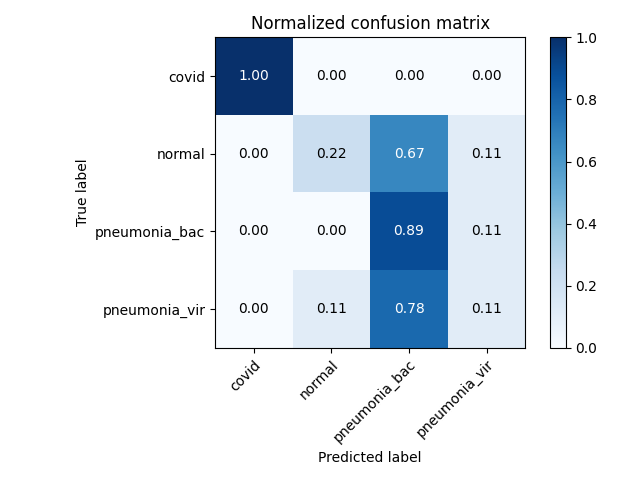 Normalized confusion matrix
True label
covid 1.00 0.00 0.00 0.00
normal 0.00 0.22 0.67 0.11
pneumonia_bac 0.00 0.00 0.89 0.11
pneumonia_vir 0.00 0.11 0.78 0.11
covid normal pneumonia_bac pneumonia_vir
Predicted label
1.0
0.8
0.6
0.4
0.2
0.0